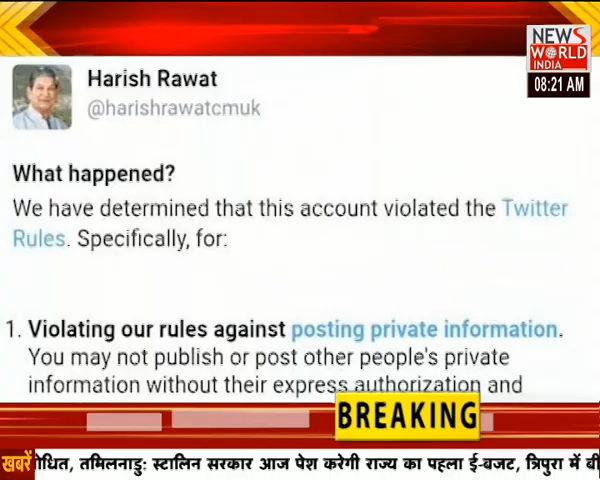 NEWS
WORLD
INDIA
08:21 AM
Harish Rawat
@harishrawatcmuk
What happened?
We have determined that this account violated the Twitter
Rules. Specifically, for:
1. Violating our rules against posting private information.
You may not publish or post other people's private
information without their express authorization and
BREAKING
खबरें
तमिलनाडु: स्टालिन सरकार आज पेश करेगी राज्य का पहला ई-बजट, त्रिपुरा में